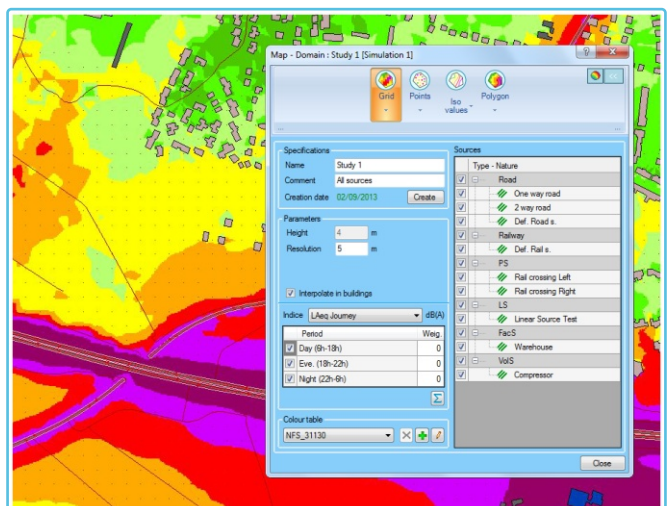 Map - Domain : Study 1 [Simulation 1]
Grid
Points
Iso
values
Polygon
...
...
Specifications
Name Study 1
Comment All sources
Creation date 02/09/2013 Create
Parameters
Height 4 m
Resolution 5 m
Interpolate in buildings
Indice LAeq Journey dB(A)
Period Weig.
Day (6h-18h) 0
Eve. (18h-22h) 0
Night (22h-6h) 0
Σ
Colour table
NFS_31130
Sources
Type - Nature
Road
One way road
2 way road
Def. Road s.
Railway
Def. Rail s.
PS
Rail crossing Left
Rail crossing Right
LS
Linear Source Test
FacS
Warehouse
VolS
Compressor
Close